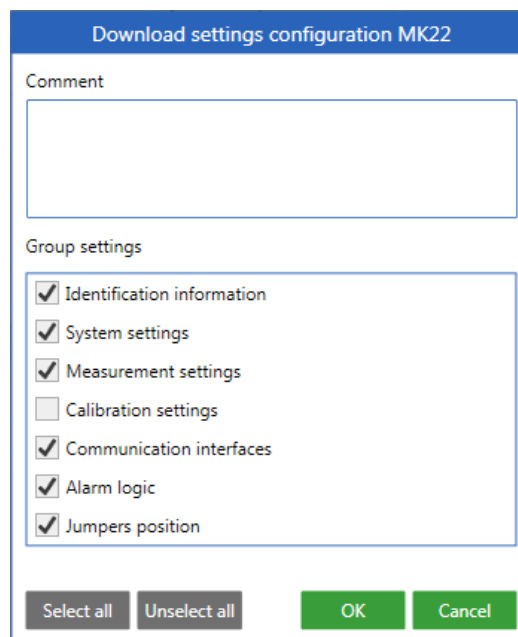 Download settings configuration MK22
Comment
Group settings
Identification information
System settings
Measurement settings
Calibration settings
Communication interfaces
Alarm logic
Jumpers position
Select all Unselect all OK Cancel